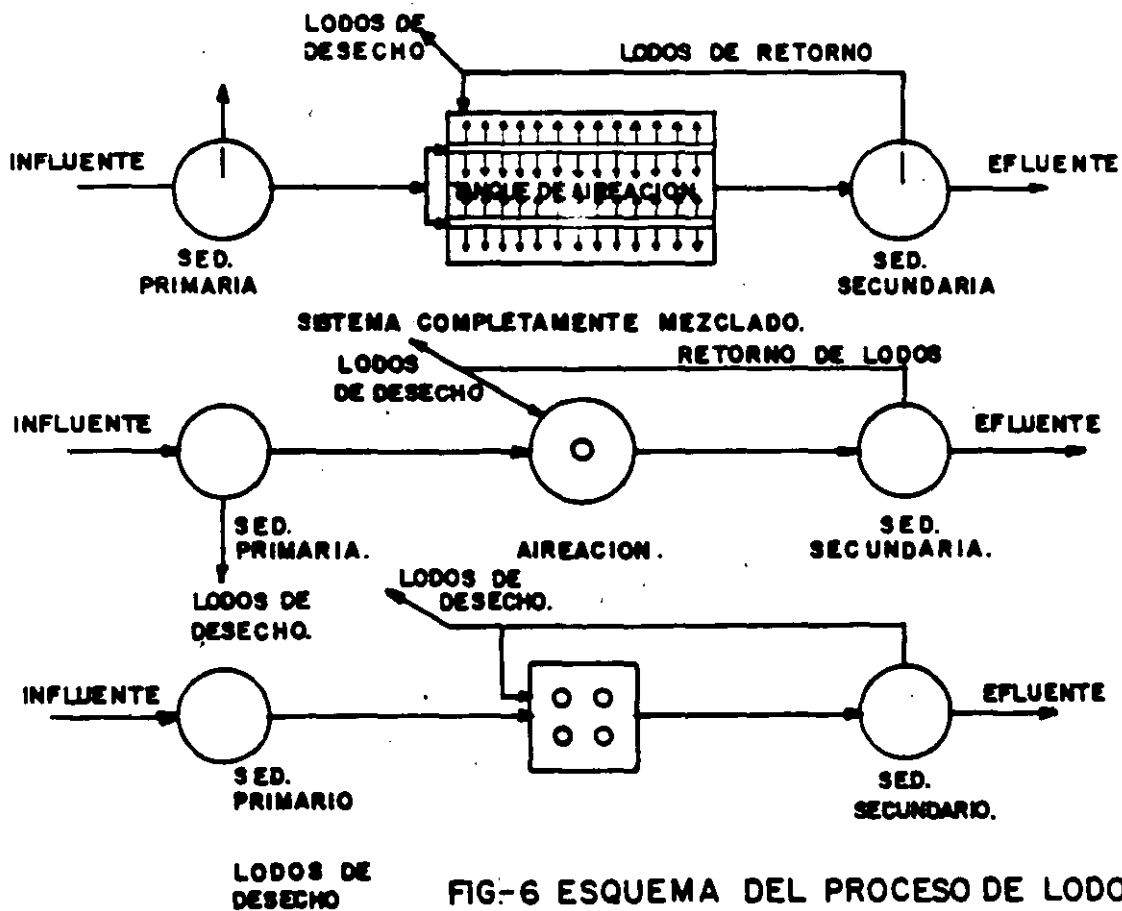 LODOS DE
DESECHO
LODOS DE RETORNO
INFLUENTE
TANQUE DE AIREACION
EFLUENTE
SED.
PRIMARIA
SED.
SECUNDARIA
SISTEMA COMPLETAMENTE MEZCLADO.
LODOS
DE DESECHO
RETORNO DE LODOS
INFLUENTE
EFLUENTE
SED.
PRIMARIA.
AIREACION.
SED.
SECUNDARIA.
LODOS DE
DESECHO.
LODOS DE
DESECHO.
INFLUENTE
EFLUENTE
SED.
PRIMARIO
SED.
SECUNDARIO.
LODOS DE
DESECHO
FIG.-6 ESQUEMA DEL PROCESO DE LODO